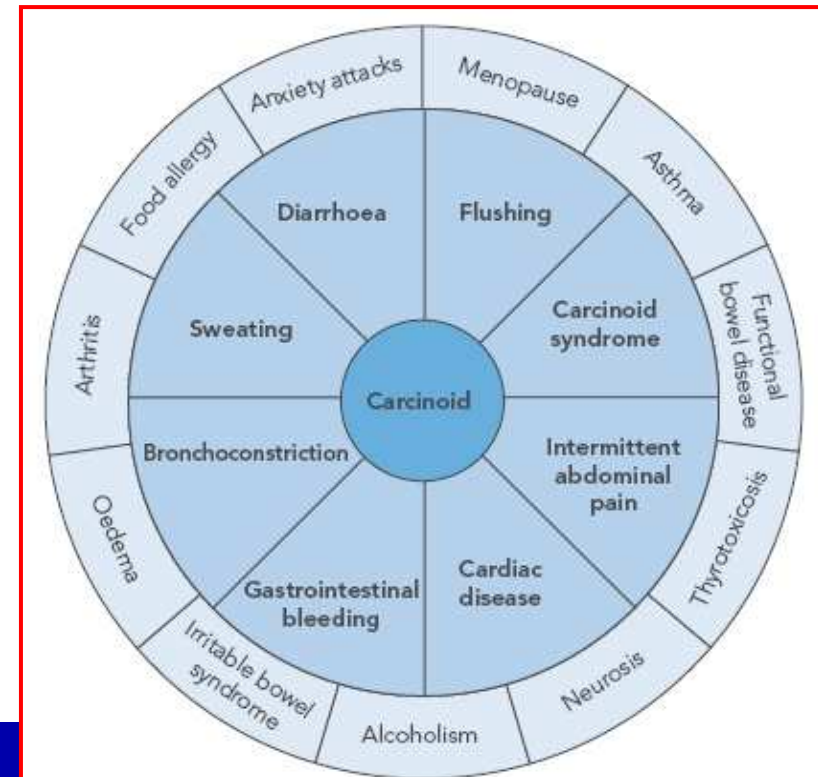 Anxiety attacks
Menopause
Asthma
Functional
bowel disease
Thyrotoxicosis
Neurosis
Alcoholism
Irritable bowel
syndrome
Oedema
Arthritis
Food allergy
Diarrhoea
Flushing
Carcinoid
syndrome
Intermittent
abdominal
pain
Cardiac
disease
Gastrointestinal
bleeding
Bronchoconstriction
Sweating
Carcinoid